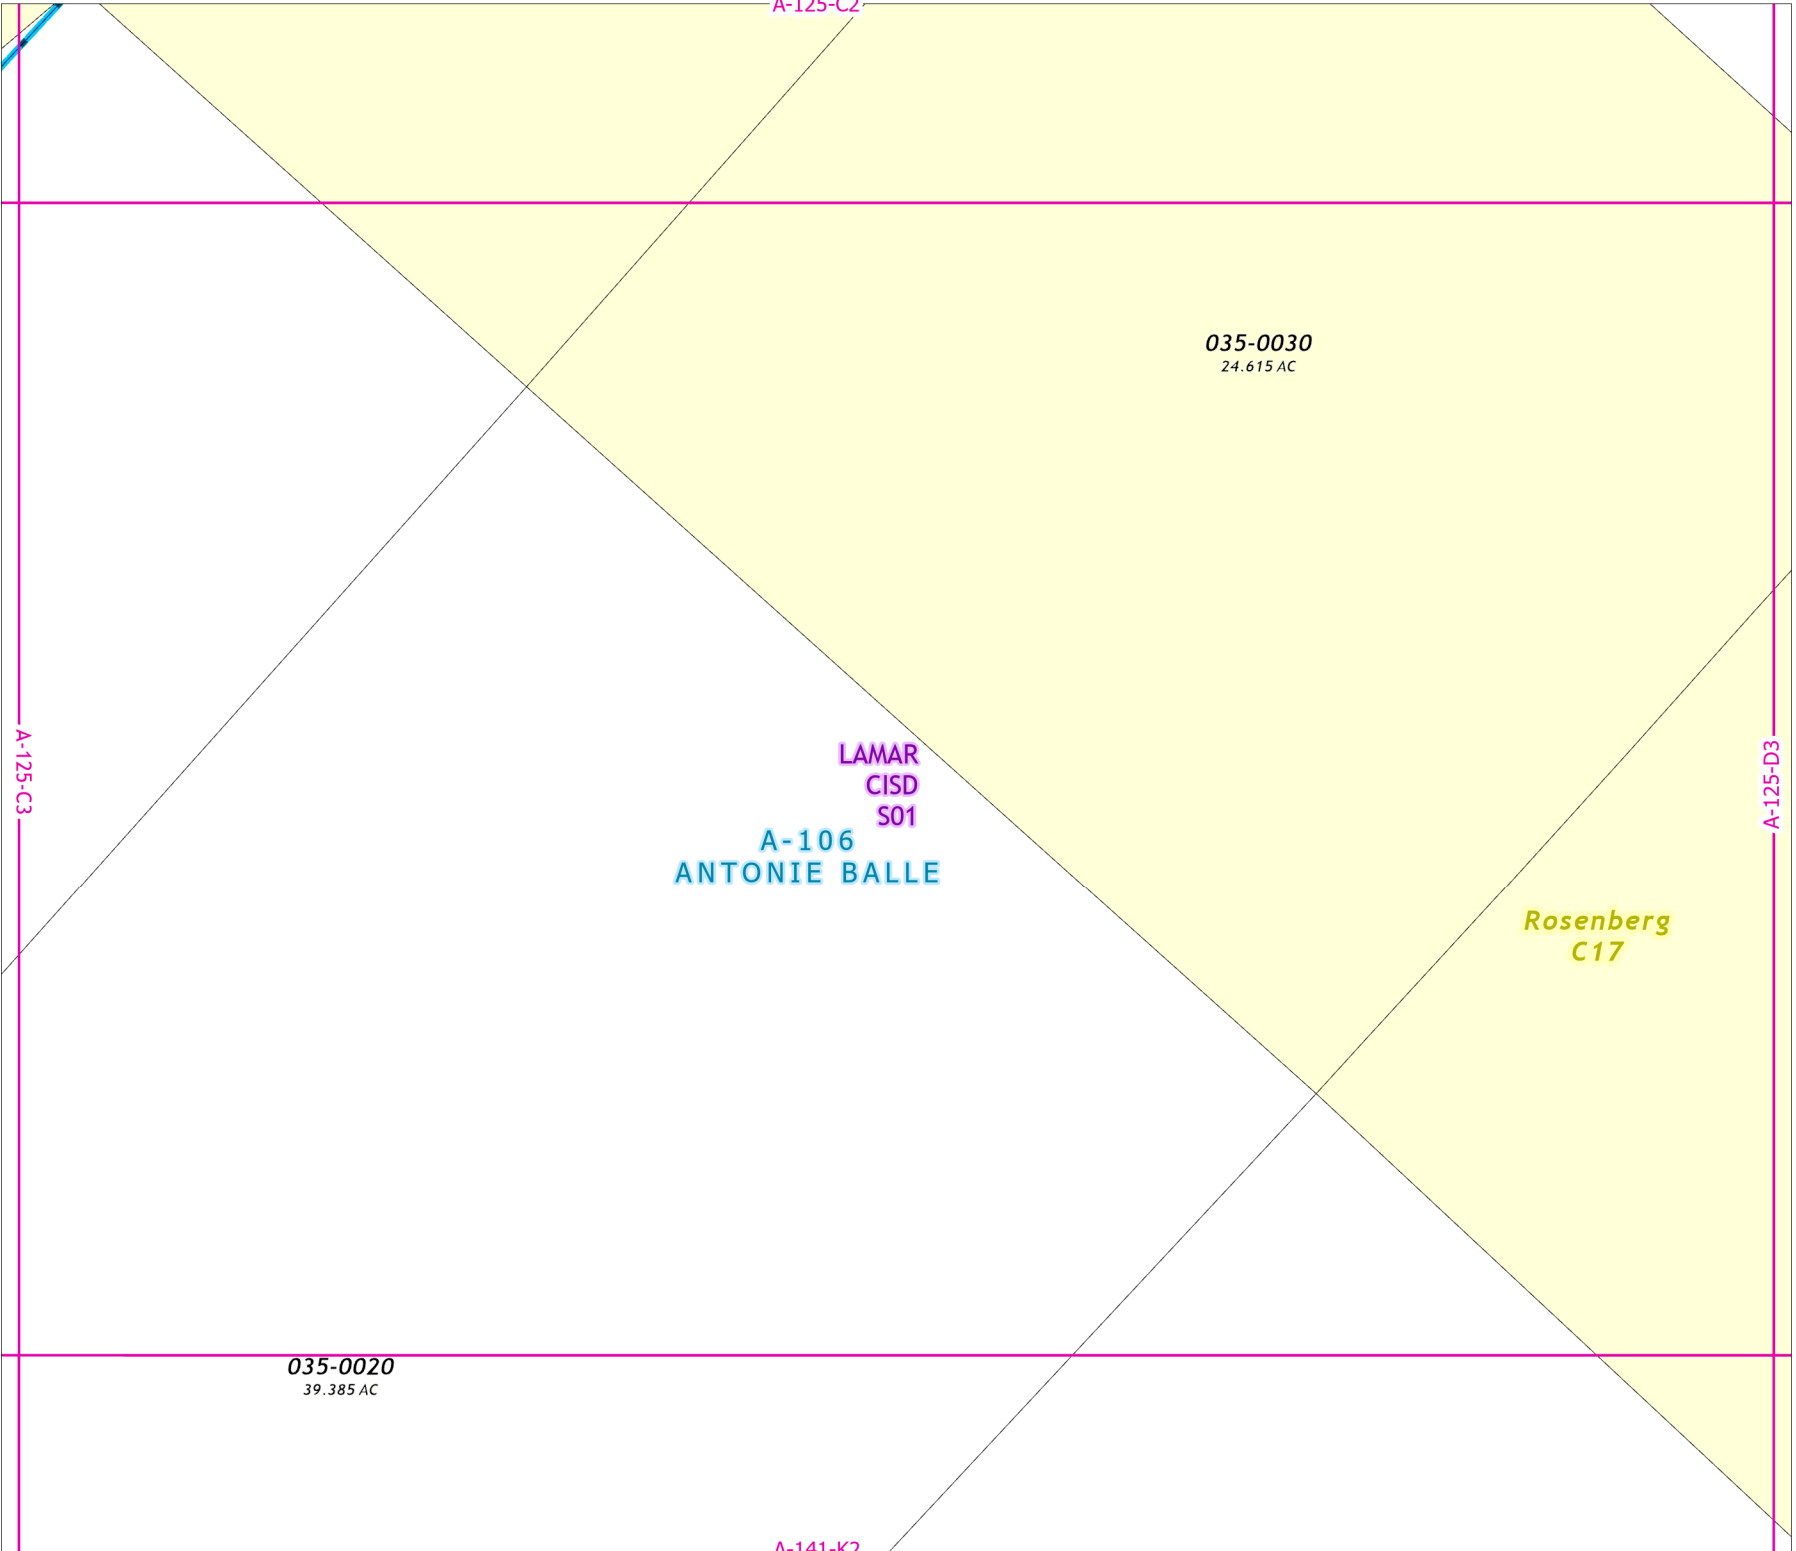 A-125-C2
035-0030
24.615 AC
A-125-C3
A-125-D3
LAMAR
CISD
S01
A-106
ANTONIE BALLE
Rosenberg
C17
035-0020
39.385 AC
A-141-K2